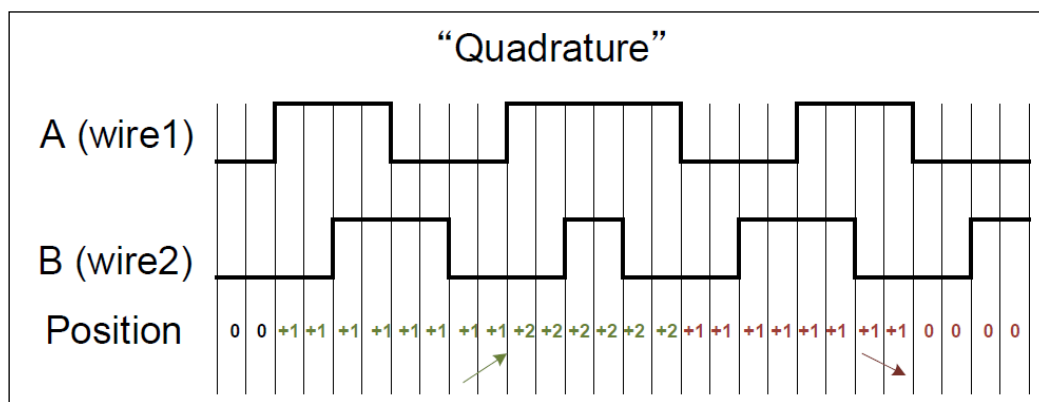 “Quadrature”
A (wire1)
B (wire2)
Position 0 0 +1 +1 +1 +1 +1 +1 +1 +1 +2 +2 +2 +2 +2 +2 +1 +1 +1 +1 +1 +1 +1 +1 0 0 0 0